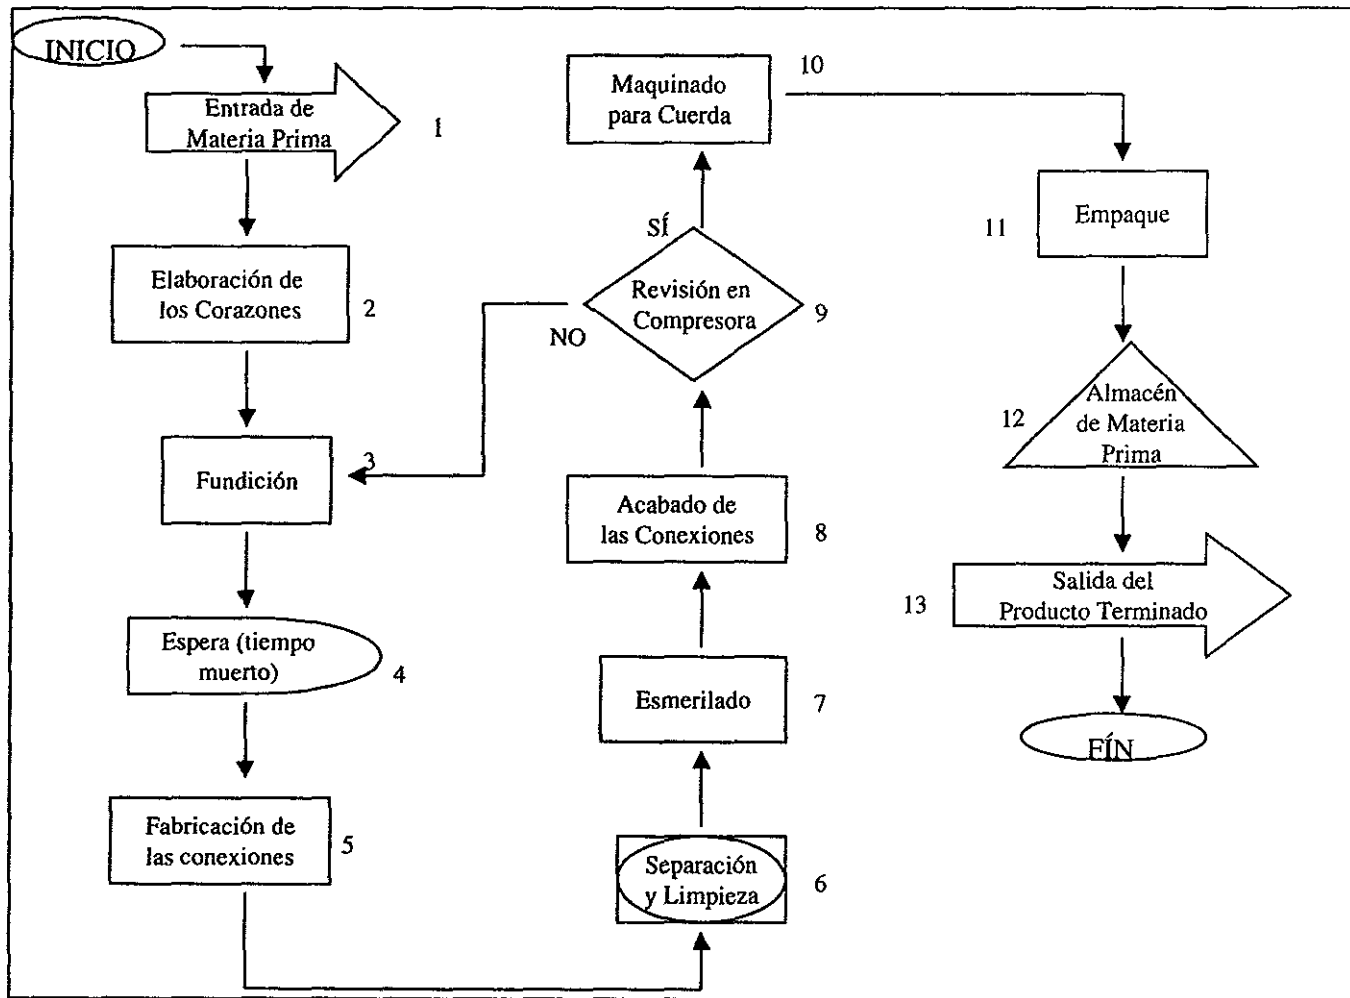 INICIO
Entrada de
Materia Prima
1
Elaboración de
los Corazones
2
Fundición
3
Espera (tiempo
muerto)
4
Fabricación de
las conexiones
5
Separación
y Limpieza
6
Esmerilado
7
Acabado de
las Conexiones
8
Revisión en
Compresora
9
SÍ
NO
Maquinado
para Cuerda
10
Empaque
11
Almacén
de Materia
Prima
12
Salida del
Producto Terminado
13
FÍN